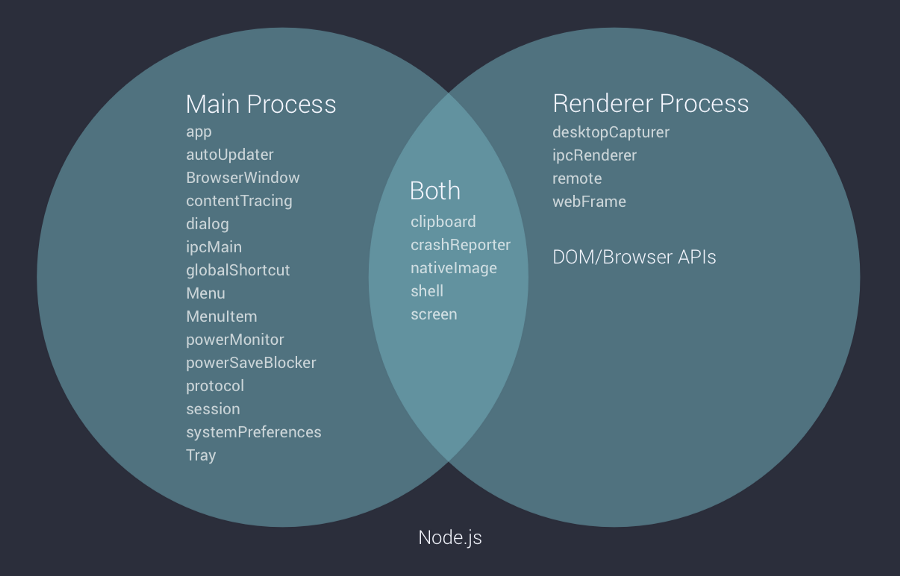 Main Process
app
autoUpdater
BrowserWindow
contentTracing
dialog
ipcMain
globalShortcut
Menu
MenuItem
powerMonitor
powerSaveBlocker
protocol
session
systemPreferences
Tray
Both
clipboard
crashReporter
nativeImage
shell
screen
Renderer Process
desktopCapturer
ipcRenderer
remote
webFrame
DOM/Browser APIs
Node.js